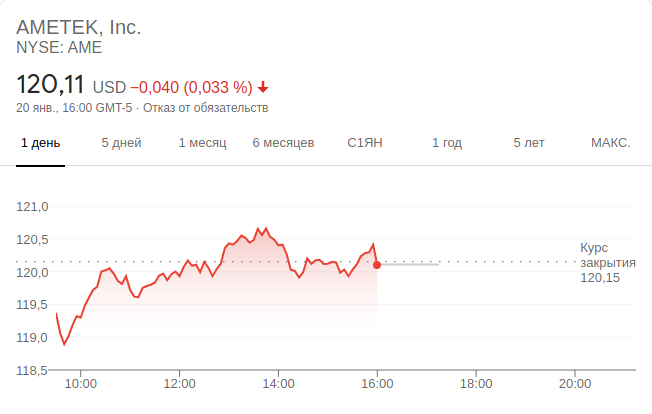 AMETEK, Inc.
NYSE: AME
120,11 USD −0,040 (0,033 %)
20 янв., 16:00 GMT-5 · Отказ от обязательств
1 день 5 дней 1 месяц 6 месяцев С1ЯН 1 год 5 лет МАКС.
121,0
120,5
120,0
119,5
119,0
118,5
Курс
закрытия
120,15
10:00 12:00 14:00 16:00 18:00 20:00